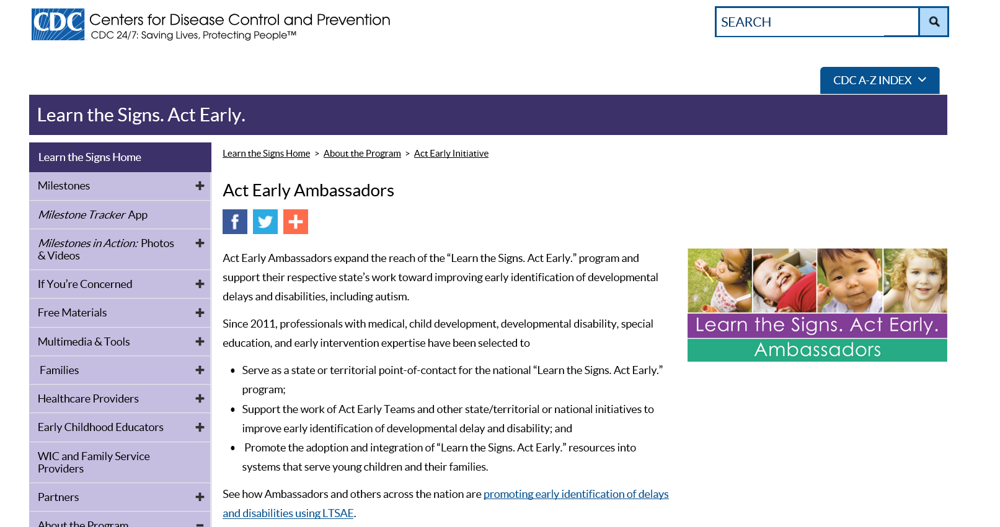 CDC Centers for Disease Control and Prevention
CDC 24/7: Saving Lives, Protecting People™
SEARCH
CDC A-Z INDEX
Learn the Signs. Act Early.
Learn the Signs Home
Milestones
Milestone Tracker App
Milestones in Action: Photos
& Videos
If You’re Concerned
Free Materials
Multimedia & Tools
Families
Healthcare Providers
Early Childhood Educators
WIC and Family Service
Providers
Partners
About the Program
Learn the Signs Home > About the Program > Act Early Initiative
Act Early Ambassadors
Act Early Ambassadors expand the reach of the “Learn the Signs. Act Early.” program and
support their respective state’s work toward improving early identification of developmental
delays and disabilities, including autism.
Since 2011, professionals with medical, child development, developmental disability, special
education, and early intervention expertise have been selected to
• Serve as a state or territorial point-of-contact for the national “Learn the Signs. Act Early.”
program;
• Support the work of Act Early Teams and other state/territorial or national initiatives to
improve early identification of developmental delay and disability; and
• Promote the adoption and integration of “Learn the Signs. Act Early.” resources into
systems that serve young children and their families.
See how Ambassadors and others across the nation are promoting early identification of delays
and disabilities using LTSAE.
Learn the Signs. Act Early.
Ambassadors